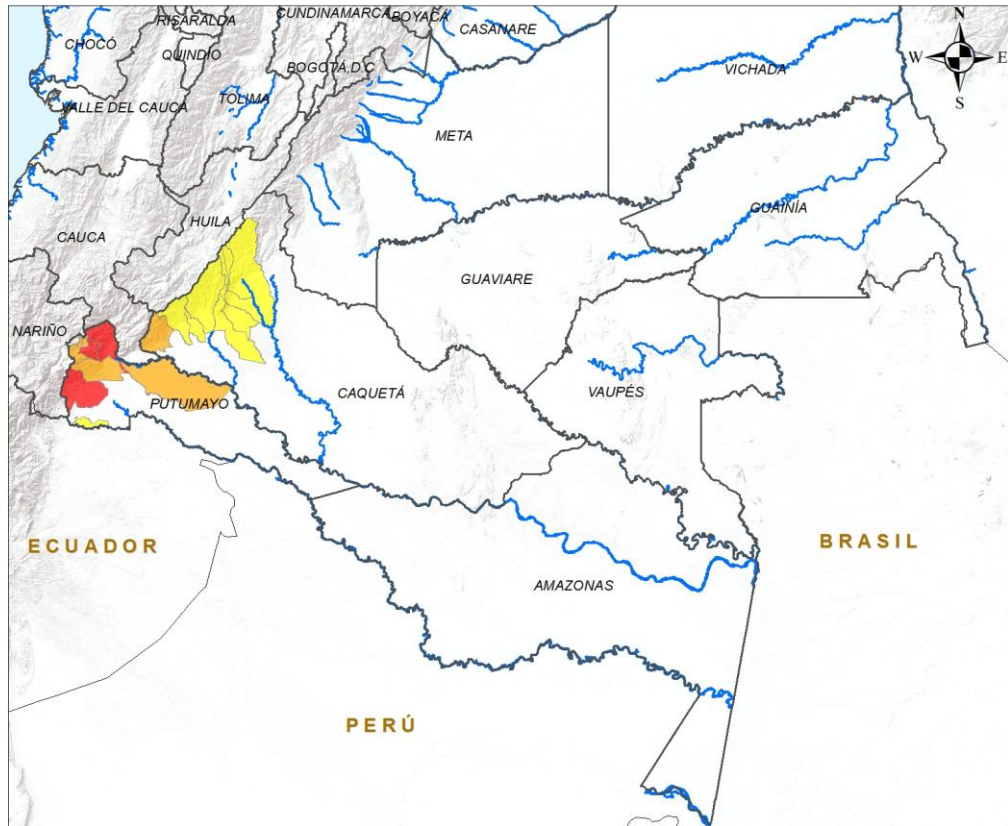 CUNDINAMARCA
BOYACÁ
RISARALDA
CASANARE
N
CHOCÓ
QUINDÍO
BOGOTÁ D.C
W
E
VICHADA
TOLIMA
VALLE DEL CAUCA
S
META
GUAINÍA
HUILA
CAUCA
GUAVIARE
NARIÑO
CAQUETÁ
VAUPÉS
PUTUMAYO
ECUADOR
BRASIL
AMAZONAS
PERÚ